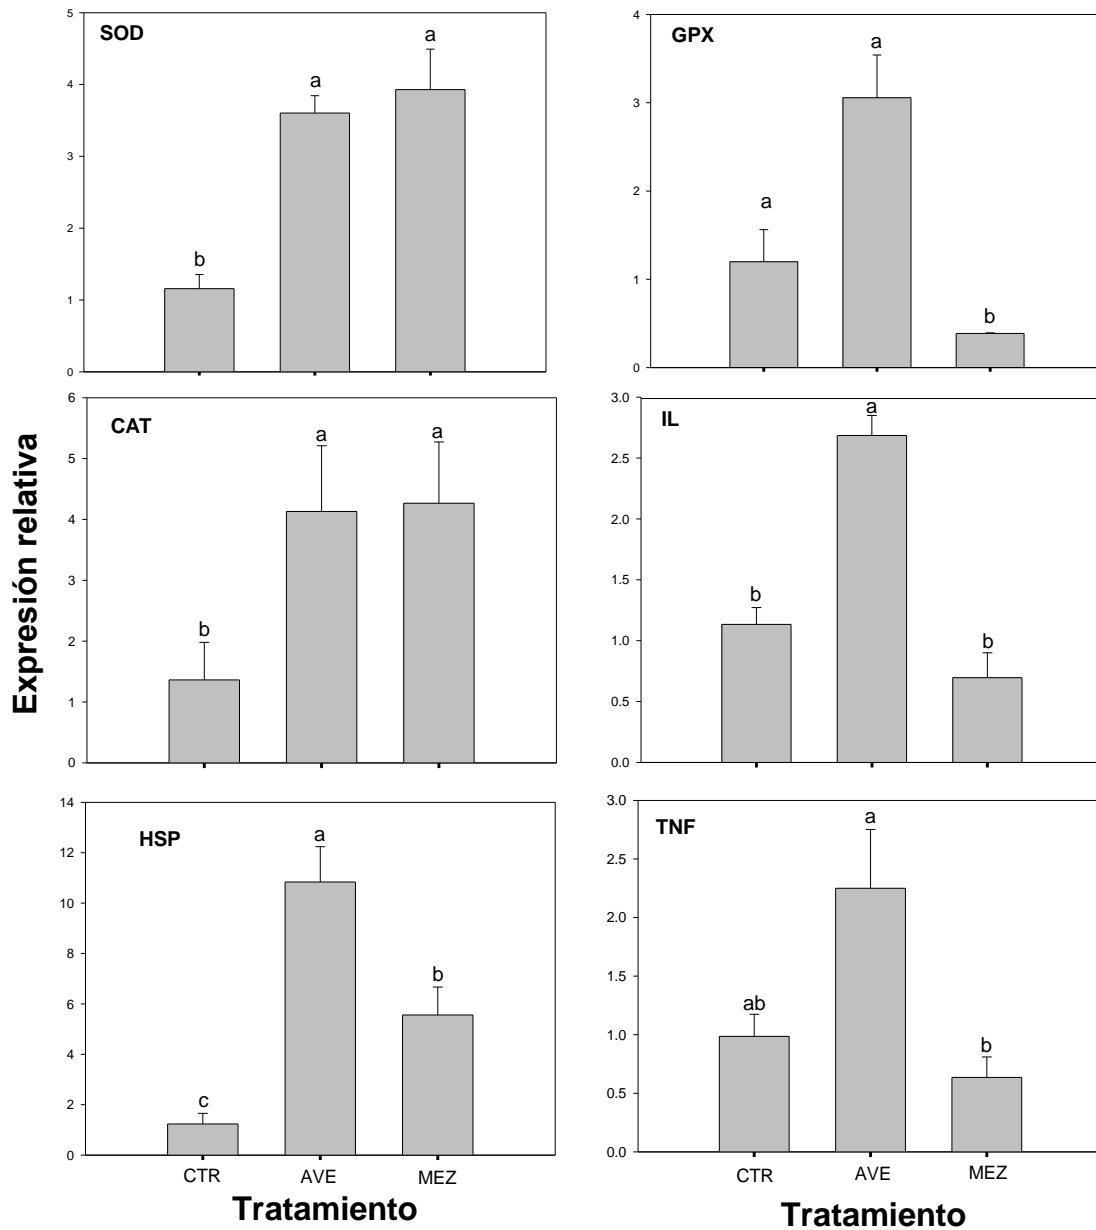 Expresión relativa
SOD
5
4
3
2
1
0
b
a
a
GPX
4
3
2
1
0
a
a
b
CAT
6
5
4
3
2
1
0
b
a
a
IL
3.0
2.5
2.0
1.5
1.0
0.5
0.0
b
a
b
HSP
14
12
10
8
6
4
2
0
c
a
b
CTR AVE MEZ
Tratamiento
TNF
3.0
2.5
2.0
1.5
1.0
0.5
0.0
ab
a
b
CTR AVE MEZ
Tratamiento